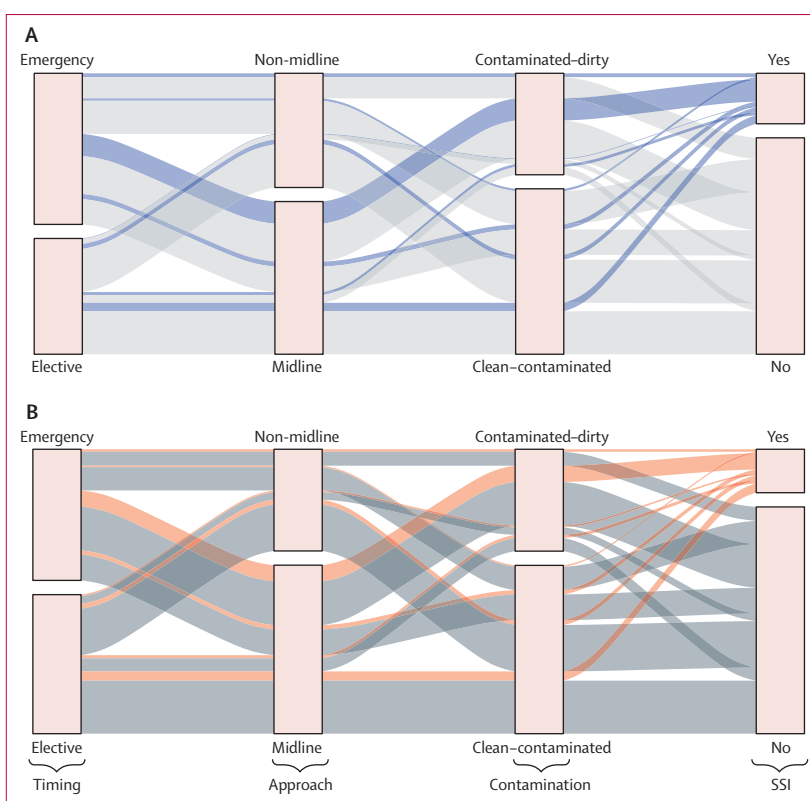 A
Emergency Non-midline Contaminated–dirty Yes
Elective Midline Clean–contaminated No
B
Emergency Non-midline Contaminated–dirty Yes
Elective Midline Clean–contaminated No
Timing Approach Contamination SSI